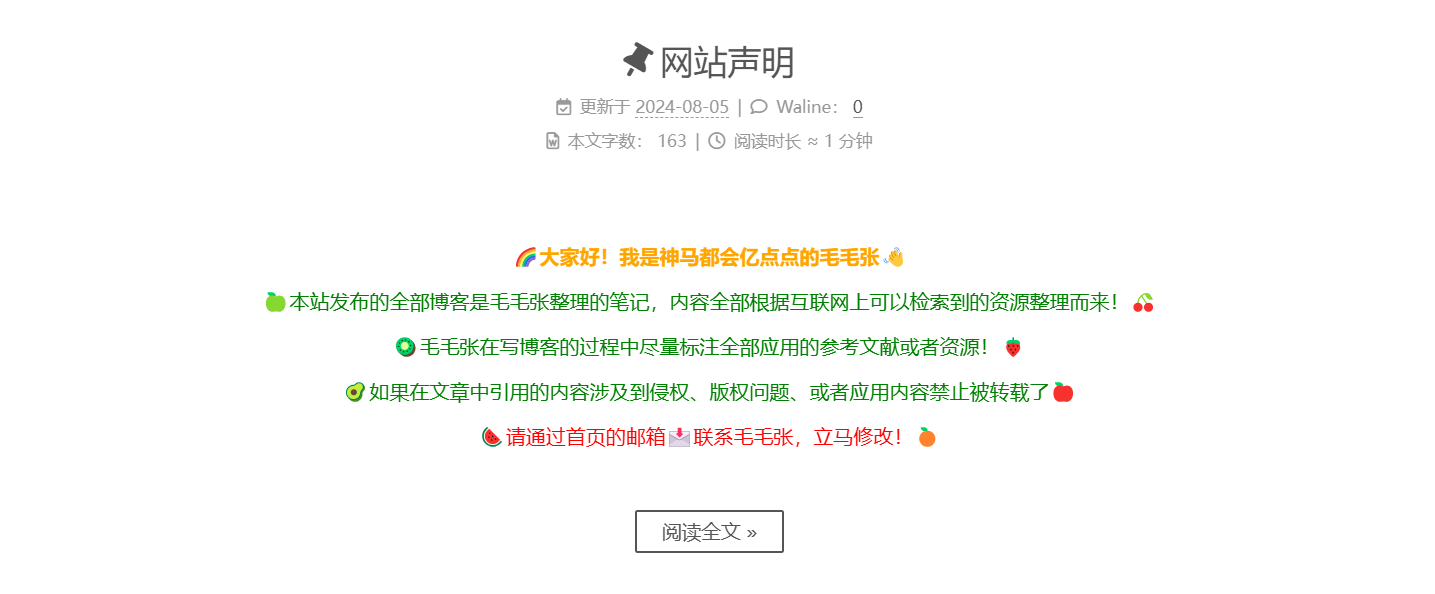 网站声明
更新于 2024-08-05 | Waline： 0
本文字数： 163 | 阅读时长 ≈ 1 分钟
🌈大家好！我是神马都会亿点点的毛毛张👋
🍏本站发布的全部博客是毛毛张整理的笔记，内容全部根据互联网上可以检索到的资源整理而来！🍒
🥝毛毛张在写博客的过程中尽量标注全部应用的参考文献或者资源！🍓
🥑如果在文章中引用的内容涉及到侵权、版权问题、或者应用内容禁止被转载了🍎
🍉请通过首页的邮箱📩联系毛毛张，立马修改！🍊
阅读全文 »